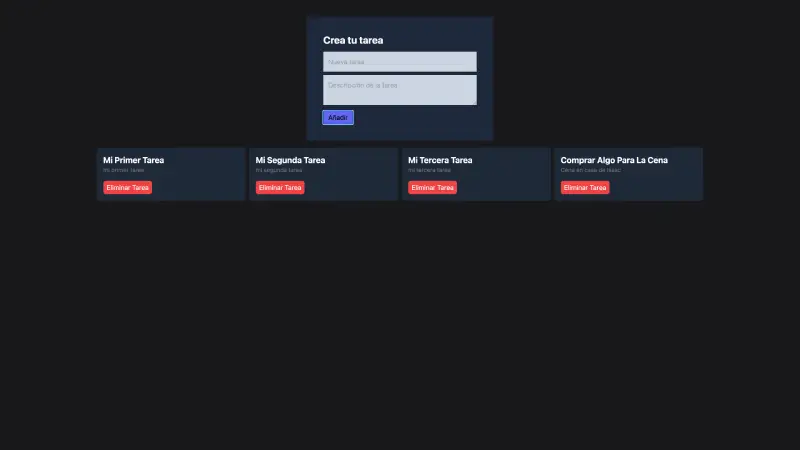 Crea tu tarea
Nueva tarea
Descripción de la tarea
Añadir
Mi Primer Tarea
mi primer tarea
Eliminar Tarea
Mi Segunda Tarea
mi segunda tarea
Eliminar Tarea
Mi Tercera Tarea
mi tercera tarea
Eliminar Tarea
Comprar Algo Para La Cena
Cena en casa de
Eliminar Tarea